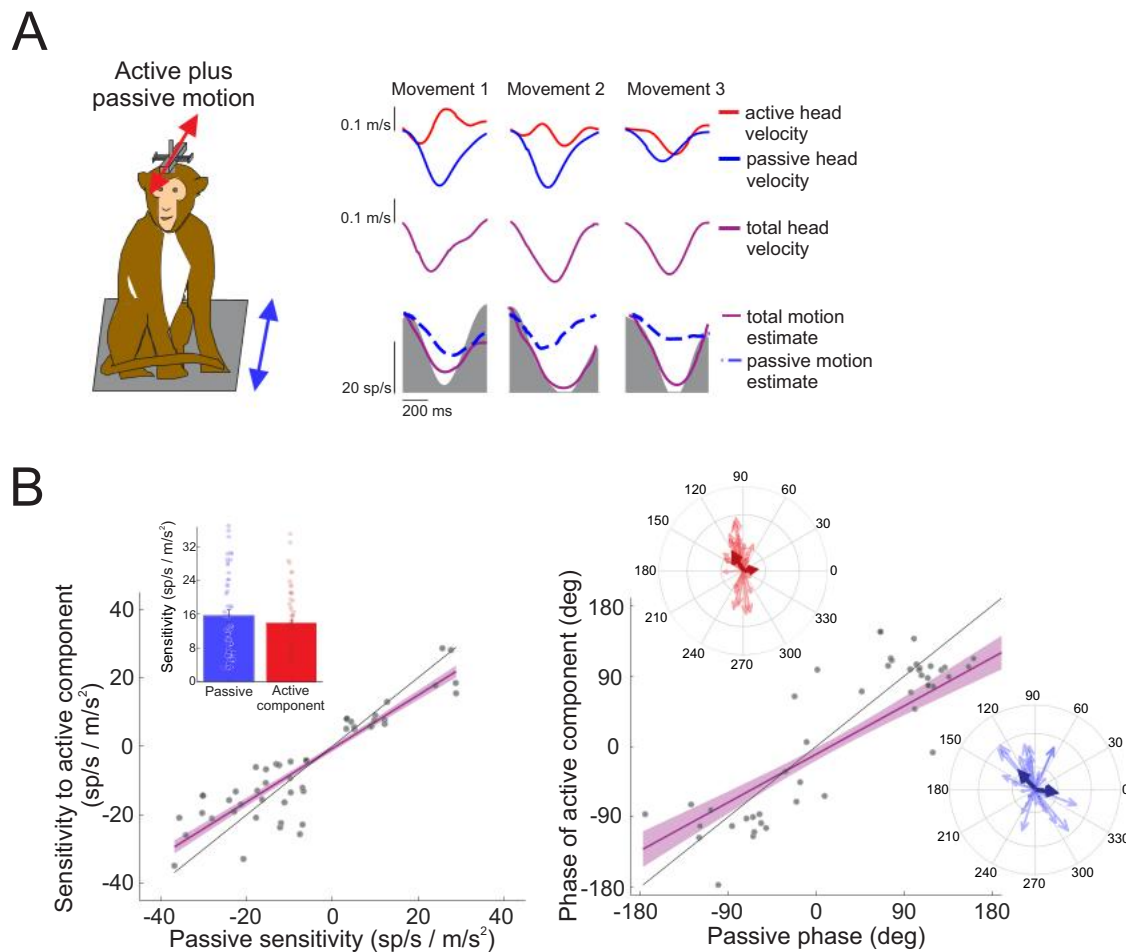 A
Active plus
passive motion
Movement 1
Movement 2
Movement 3
0.1 m/s
active head
velocity
passive head
velocity
0.1 m/s
total head
velocity
total motion
estimate
passive motion
estimate
20 sp/s
200 ms
B
Sensitivity to active component
(sp/s / m/s²)
40
20
0
-20
-40
-40
-20
0
20
40
Passive sensitivity (sp/s / m/s²)
Sensitivity (sp/s / m/s²)
32
24
16
8
0
Passive
Active
component
Phase of active component (deg)
180
90
0
-90
-180
-180
-90
0
90
180
Passive phase (deg)
90
120
60
150
30
180
0
210
330
240
300
270
90
120
60
150
30
180
0
210
330
240
300
270